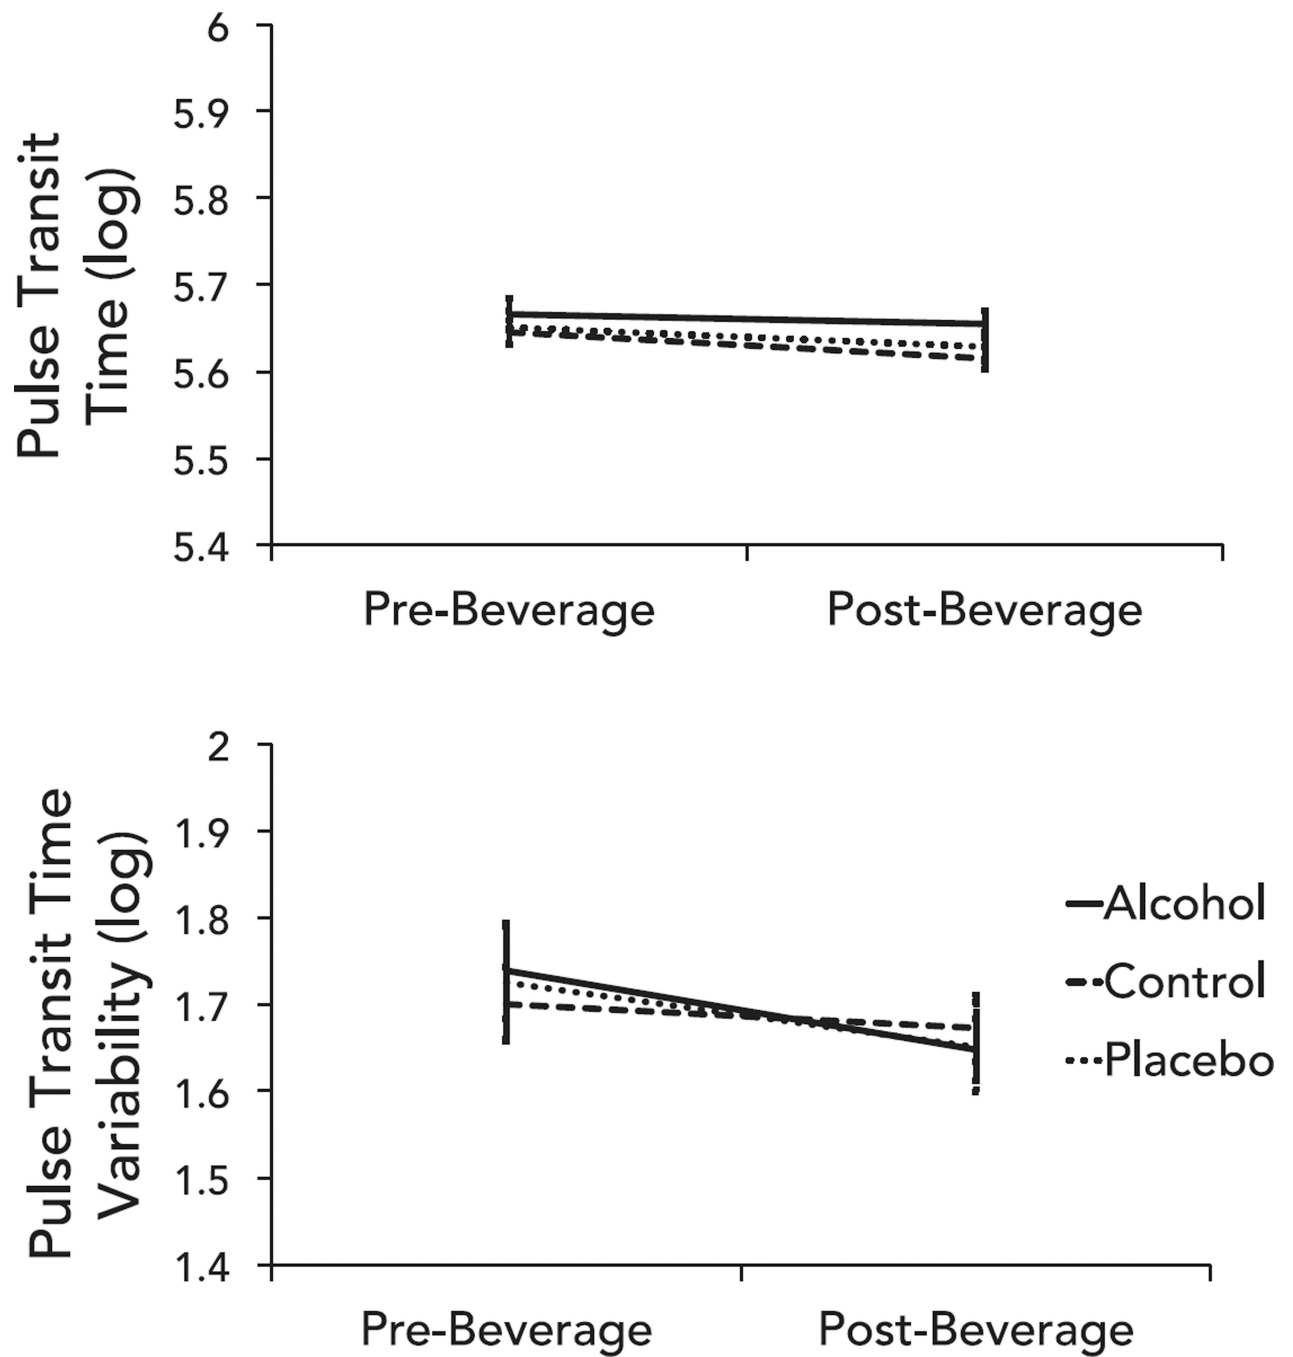 Pulse Transit
Time (log)
6
5.9
5.8
5.7
5.6
5.5
5.4
Pre-Beverage
Post-Beverage
Pulse Transit Time
Variability (log)
2
1.9
1.8
1.7
1.6
1.5
1.4
Pre-Beverage
Post-Beverage
Alcohol
Control
Placebo